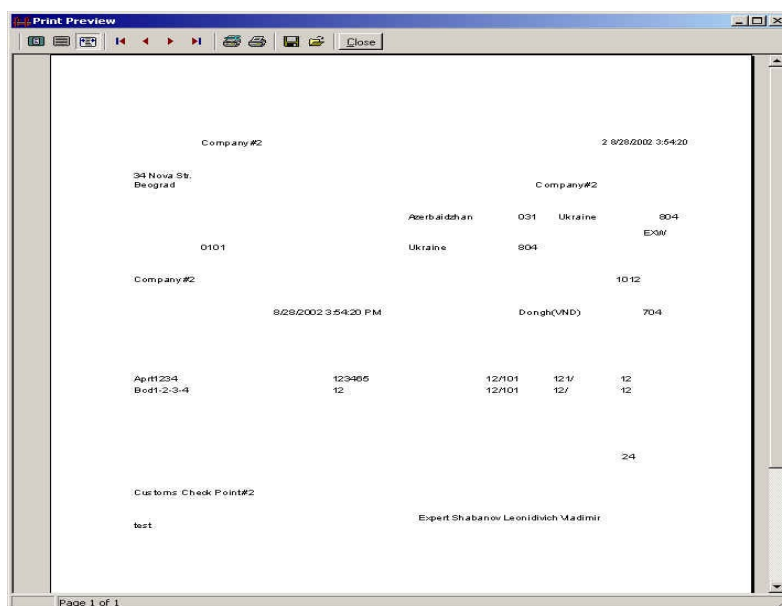 Print Preview
Close
Company#2 2 8/28/2002 3:54:20
34 Nova Str.
Beograd Company#2
Azerbaidzhan 031 Ukraine 804
EXW
0101 Ukraine 804
Company#2 1012
8/28/2002 3:54:20 PM Dongh(VND) 704
Aprt1234 123465 12/101 121/ 12
Bcd1-2-3-4 12 12/101 12/ 12
24
Customs Check Point#2
Expert Shabanov Leonidivich Vladimir
test
Page 1 of 1